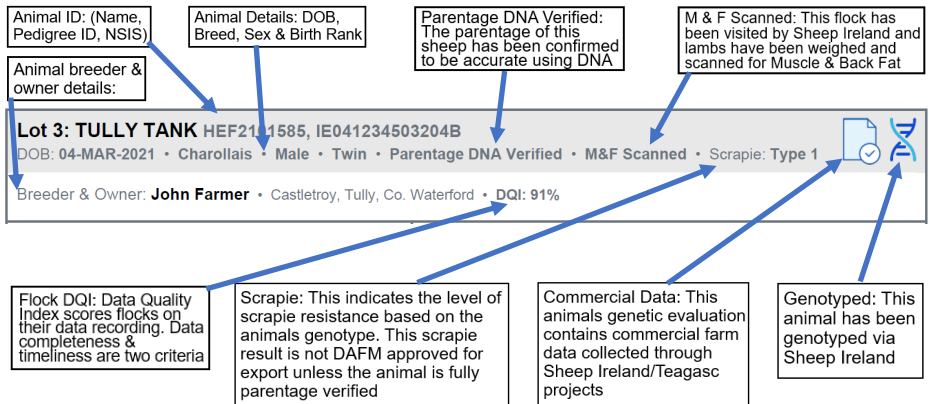 Animal ID: (Name,
Pedigree ID, NSIS)
Animal Details: DOB,
Breed, Sex & Birth Rank
Parentage DNA Verified:
The parentage of this
sheep has been confirmed
to be accurate using DNA
M & F Scanned: This flock has
been visited by Sheep Ireland and
lambs have been weighed and
scanned for Muscle & Back Fat
Animal breeder &
owner details:
Lot 3: TULLY TANK HEF2101585, IE041234503204B
DOB: 04-MAR-2021 • Charollais • Male • Twin • Parentage DNA Verified • M&F Scanned • Scrapie: Type 1
Breeder & Owner: John Farmer • Castletroy, Tully, Co. Waterford • DQI: 91%
Flock DQI: Data Quality
Index scores flocks on
their data recording. Data
completeness &
timeliness are two criteria
Scrapie: This indicates the level of
scrapie resistance based on the
animals genotype. This scrapie
result is not DAFM approved for
export unless the animal is fully
parentage verified
Commercial Data: This
animals genetic evaluation
contains commercial farm
data collected through
Sheep Ireland/Teagasc
projects
Genotyped: This
animal has been
genotyped via
Sheep Ireland